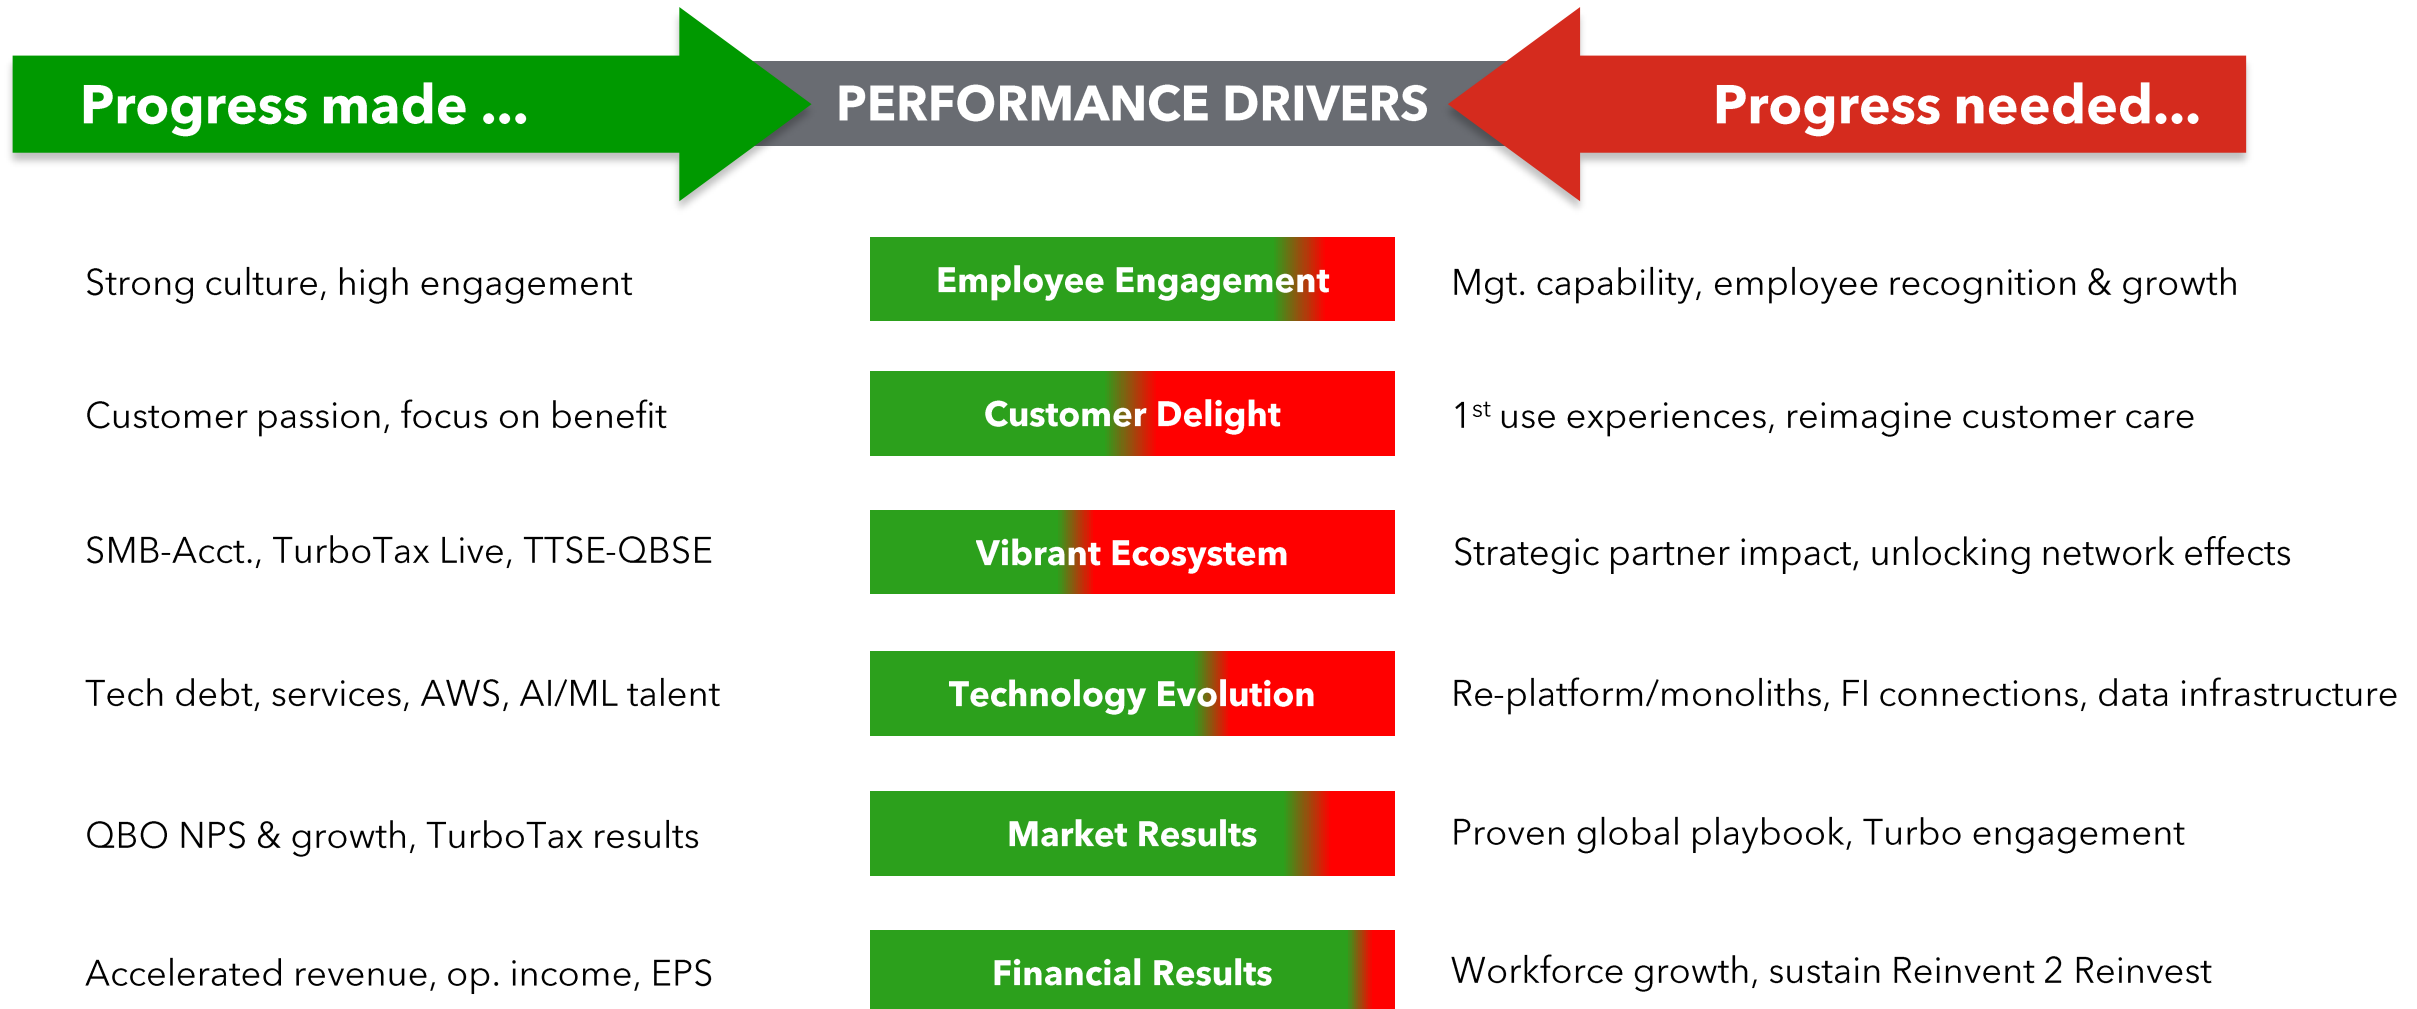 Progress made ...
PERFORMANCE DRIVERS
Progress needed...
Strong culture, high engagement
Employee Engagement
Mgt. capability, employee recognition & growth
Customer passion, focus on benefit
Customer Delight
1st use experiences, reimagine customer care
SMB-Acct., TurboTax Live, TTSE-QBSE
Vibrant Ecosystem
Strategic partner impact, unlocking network effects
Tech debt, services, AWS, AI/ML talent
Technology Evolution
Re-platform/monoliths, FI connections, data infrastructure
QBO NPS & growth, TurboTax results
Market Results
Proven global playbook, Turbo engagement
Accelerated revenue, op. income, EPS
Financial Results
Workforce growth, sustain Reinvent 2 Reinvest